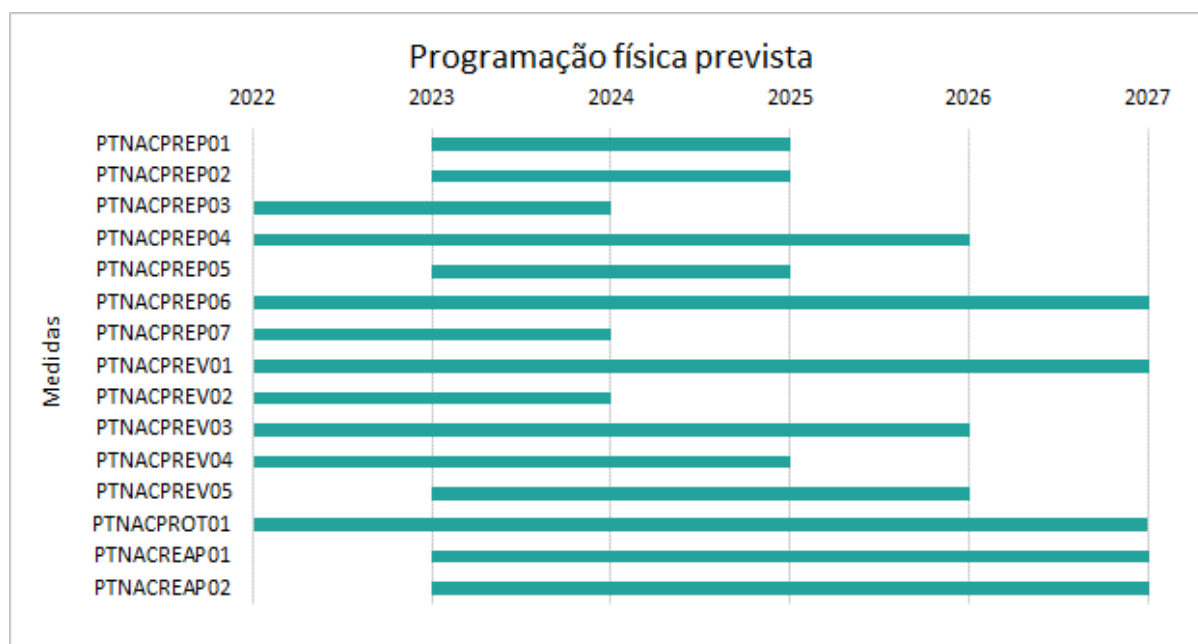 Programação física prevista
2022 2023 2024 2025 2026 2027
Medidas
PTNACPREP01
PTNACPREP02
PTNACPREP03
PTNACPREP04
PTNACPREP05
PTNACPREP06
PTNACPREP07
PTNACPREV01
PTNACPREV02
PTNACPREV03
PTNACPREV04
PTNACPREV05
PTNACPROT01
PTNACREAP01
PTNACREAP02